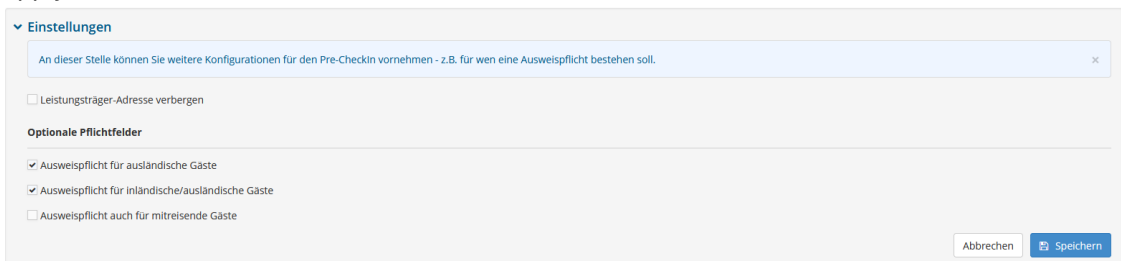 Einstellungen
An dieser Stelle können Sie weitere Konfigurationen für den Pre-CheckIn vornehmen - z.B. für wen eine Ausweispflicht bestehen soll.
Leistungsträger-Adresse verbergen
Optionale Pflichtfelder
Ausweispflicht für ausländische Gäste
Ausweispflicht für inländische/ausländische Gäste
Ausweispflicht auch für mitreisende Gäste
Abbrechen Speichern